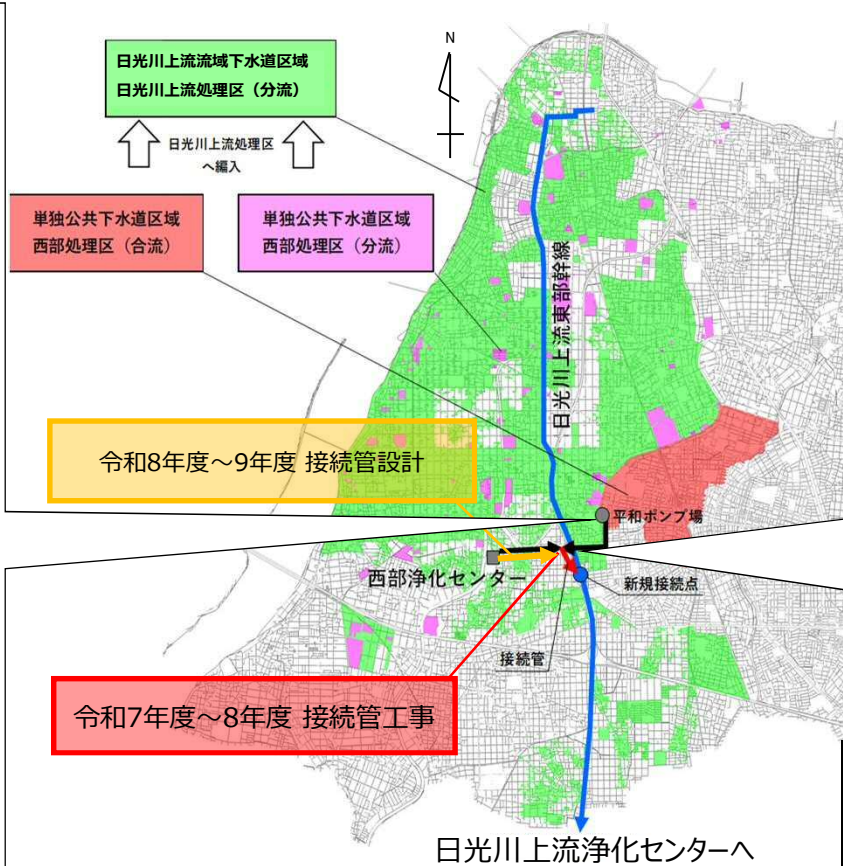 N
日光川上流流域下水道区域
日光川上流処理区（分流）
日光川上流処理区
へ編入
単独公共下水道区域
西部処理区（合流）
単独公共下水道区域
西部処理区（分流）
日光川上流東部幹線
令和8年度～9年度 接続管設計
平和ポンプ場
西部浄化センター
新規接続点
接続管
令和7年度～8年度 接続管工事
日光川上流浄化センターへ